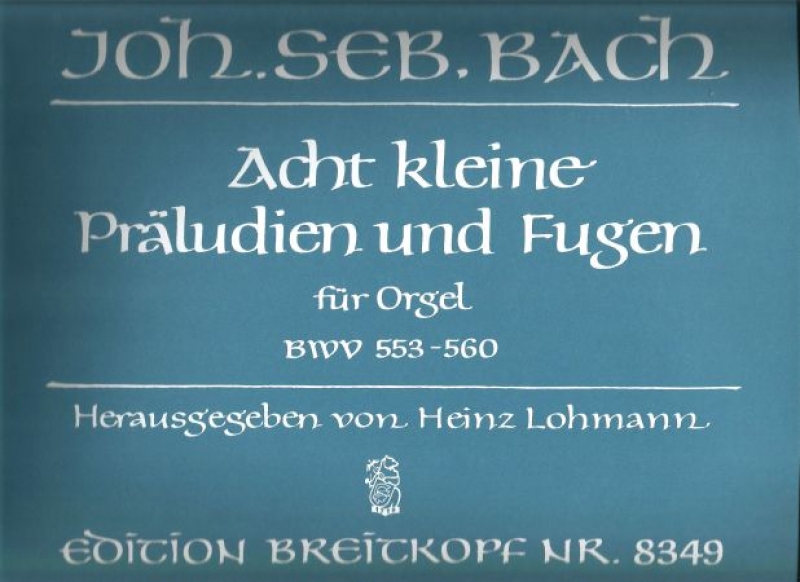 Joh. Seb. Bach
Acht kleine
Präludien und Fugen
für Orgel
BWV 553-560
Herausgegeben von Heinz Lohmann
EDITION BREITKOPF NR. 8349